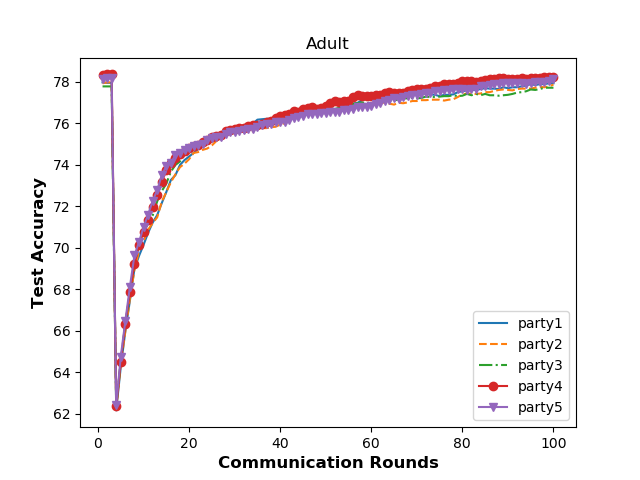 Adult
Test Accuracy
78
76
74
72
70
68
66
64
62
0 20 40 60 80 100
Communication Rounds
party1
party2
party3
party4
party5